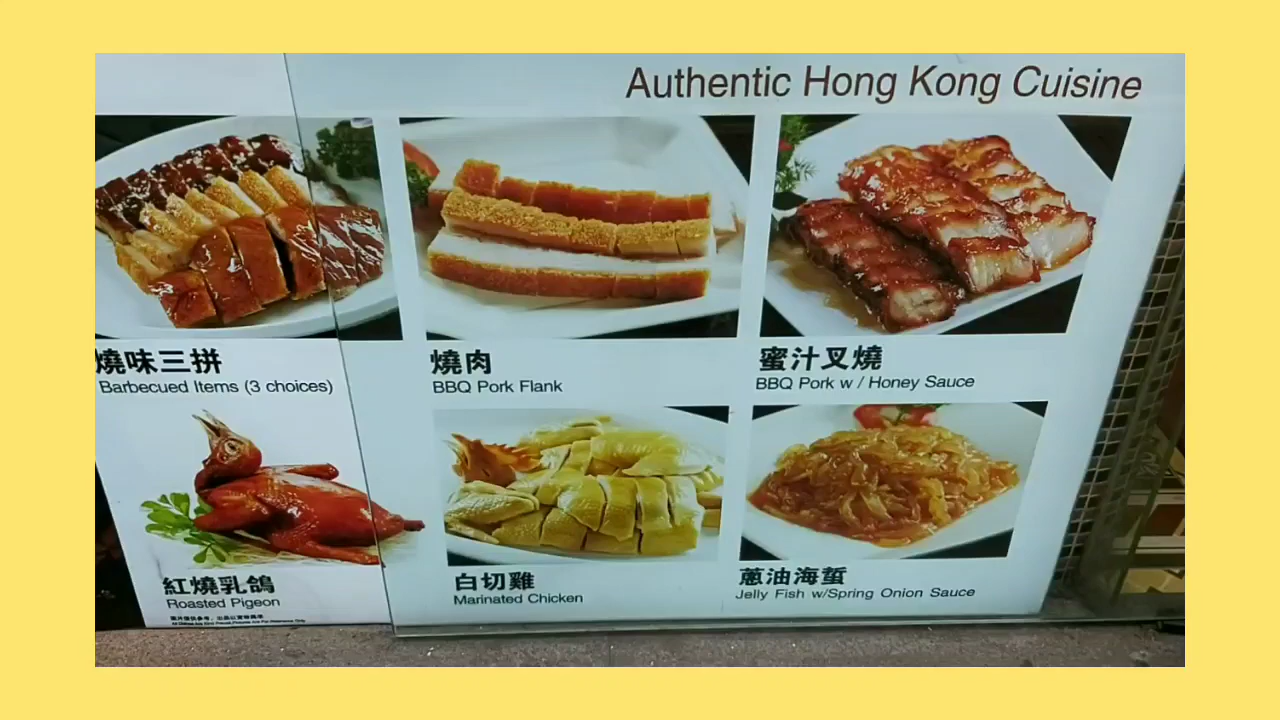 Authentic Hong Kong Cuisine
燒味三拼
Barbecued Items (3 choices)
燒肉
BBQ Pork Flank
蜜汁叉燒
BBQ Pork w / Honey Sauce
紅燒乳鴿
Roasted Pigeon
白切雞
Marinated Chicken
蔥油海蜇
Jelly Fish w/Spring Onion Sauce